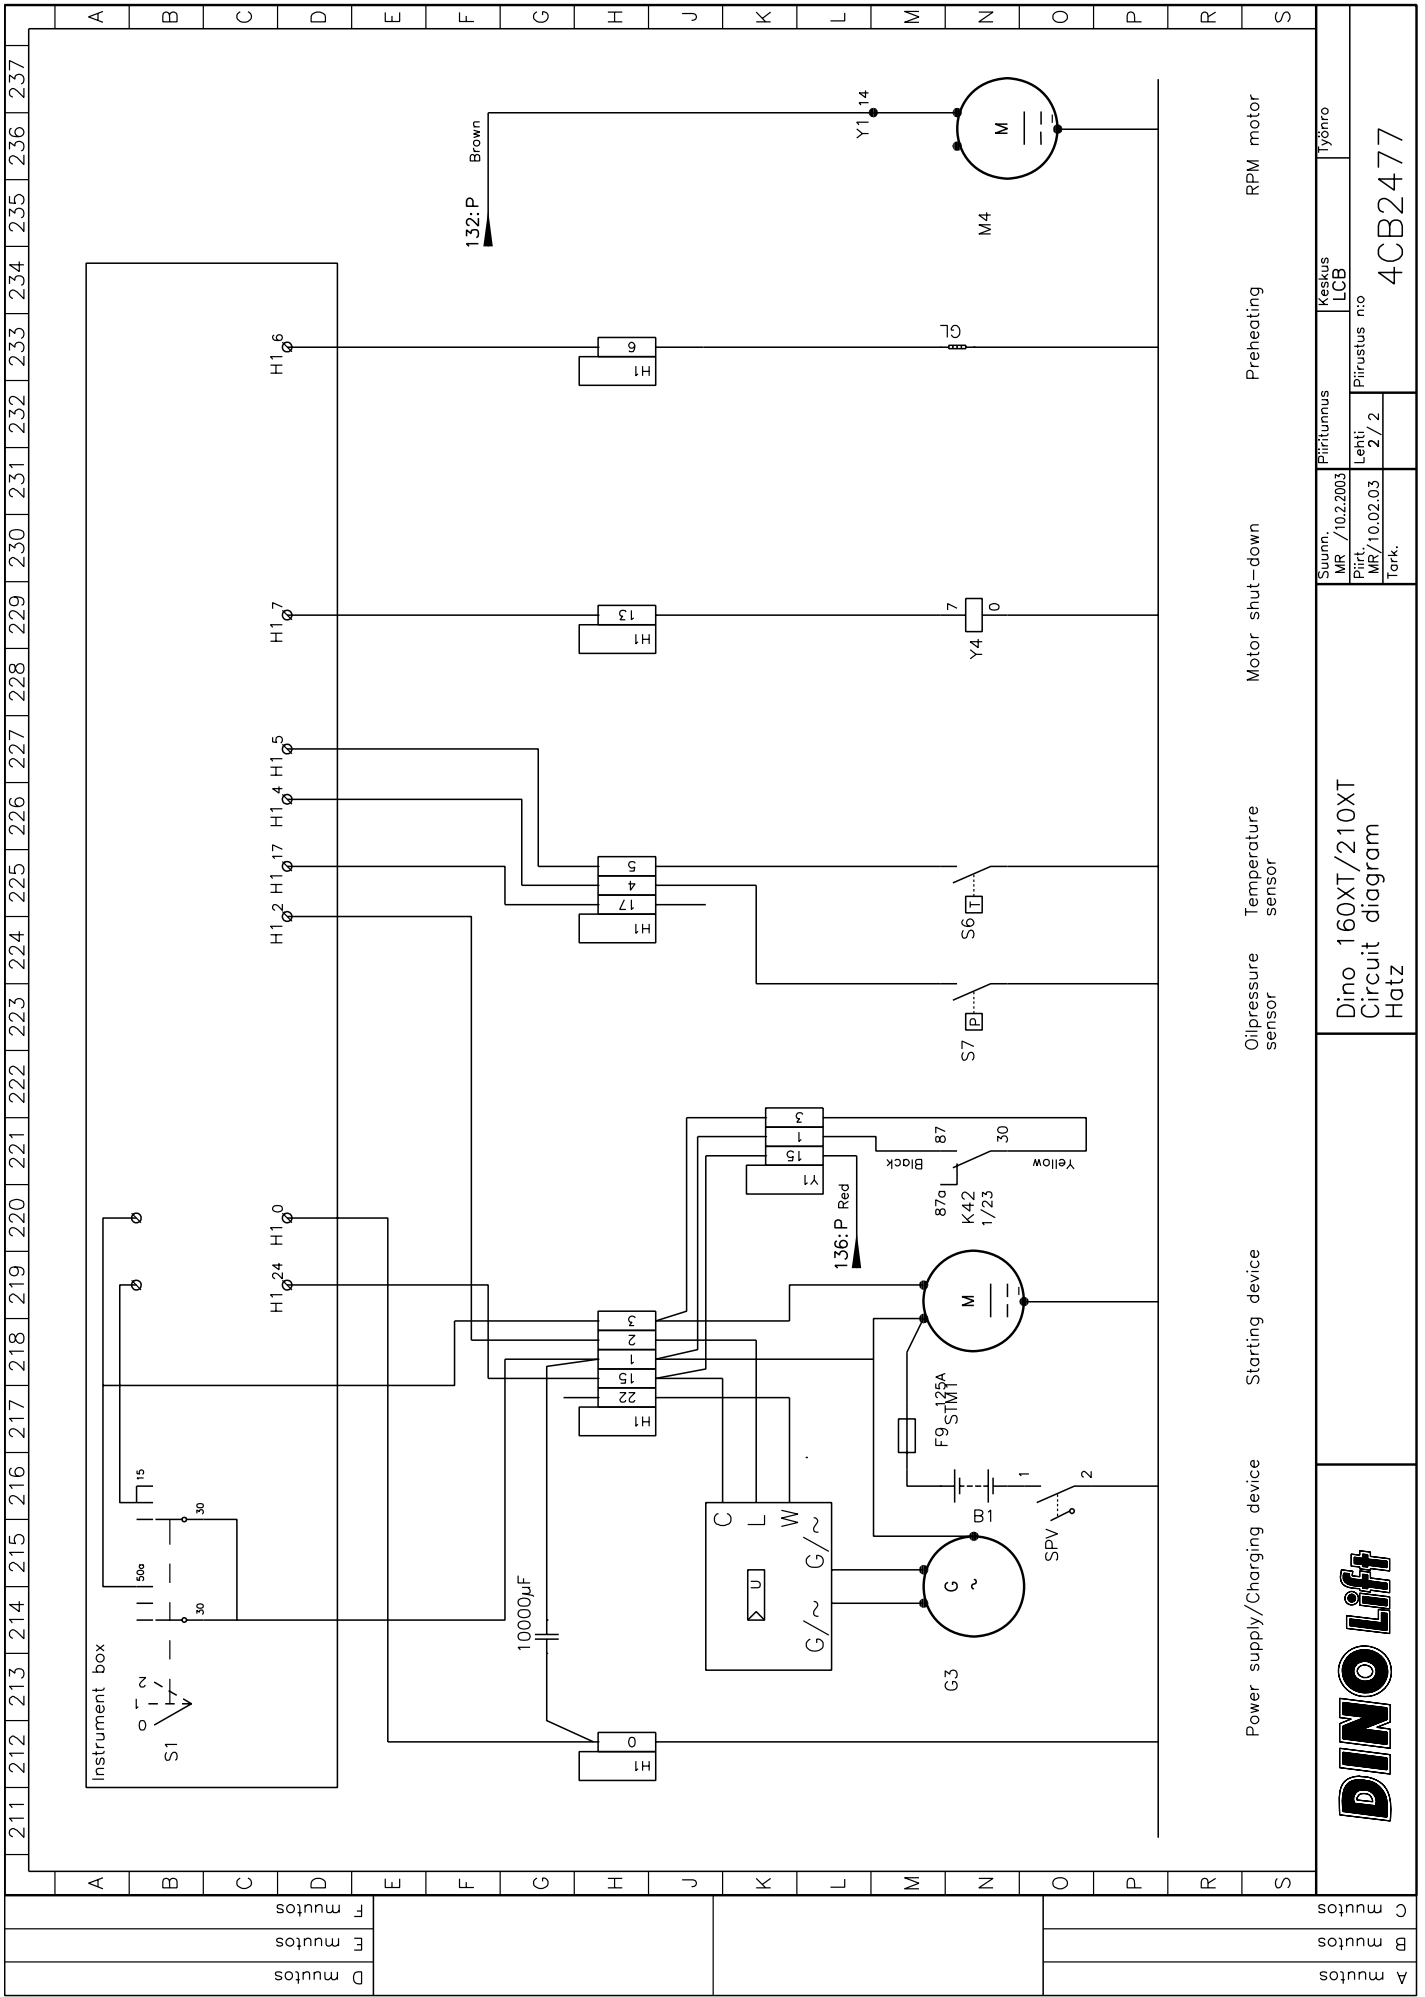 211 212 213 214 215 216 217 218 219 220 221 222 223 224 225 226 227 228 229 230 231 232 233 234 235 236 237
A
B
C
D
E
F
G
H
J
K
L
M
N
O
P
R
S
A
B
C
D
E
F
G
H
J
K
L
M
N
O
P
R
S
Instrument box
S1
0 1 2
30
50a
30
15
H1 24
H1 0
H1 2
H1 17
H1 4
H1 5
H1 7
H1 6
132:P
Brown
10000µF
H1 0
H1 22 15 1 2 3
H1 17 4 5
H1 13
H1 6
Y1 15 1 3
136:P Red
Y1 14
C
L
W
U
G/~ G/~
G3
G
~
B1
SPV
1
2
F9 125A
STM1
M
87a
87
30
K42
1/23
Black
Yellow
S7
P
S6
T
Y4
7
0
GL
M4
M
Power supply/Charging device
Starting device
Oilpressure
sensor
Temperature
sensor
Motor shut-down
Preheating
RPM motor
DINO Lift
Dino 160XT/210XT
Circuit diagram
Hatz
Suunn.
MR /10.2.2003
Piirt.
MR/10.02.03
Tark.
Piiritunnus
Lehti
2/2
Keskus
LCB
Työnro
Piirustus n:o
4CB2477
A muutos
B muutos
C muutos
D muutos
E muutos
F muutos